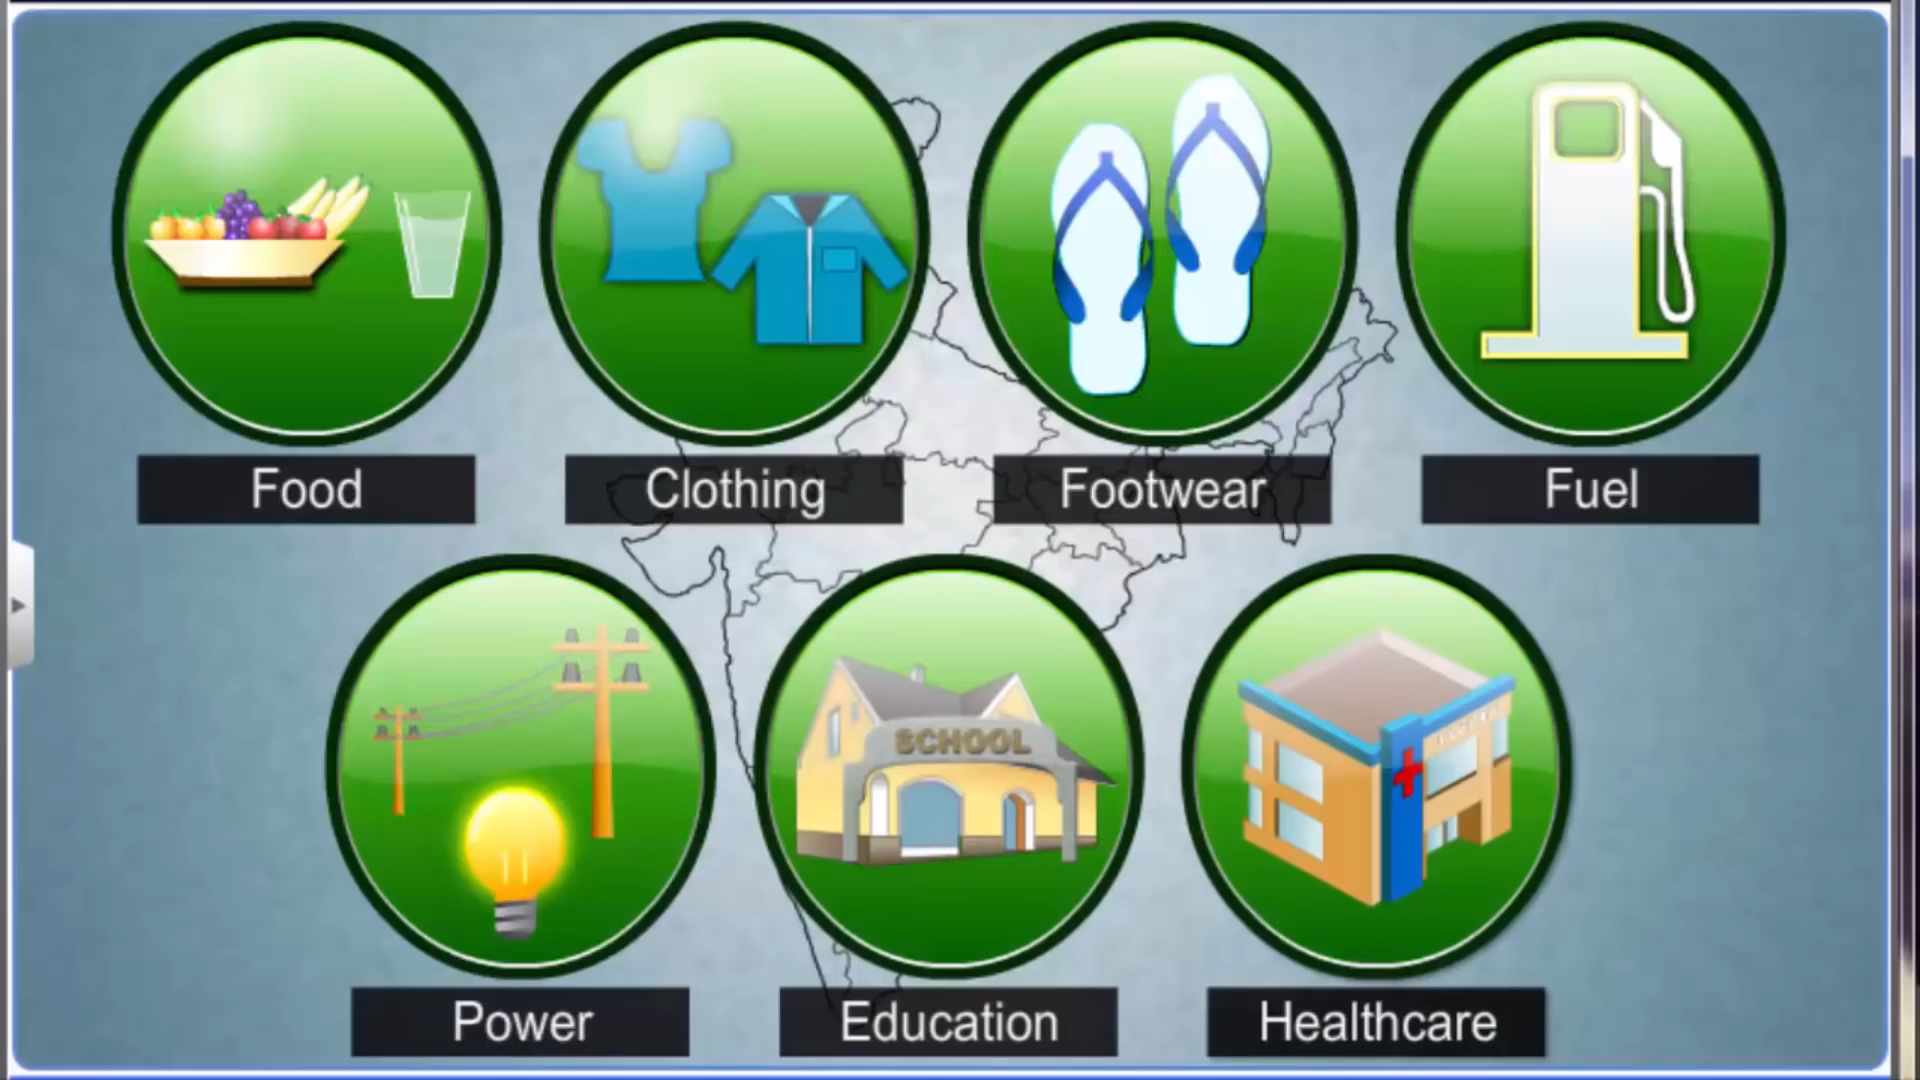 Food
Clothing
Footwear
Fuel
SCHOOL
Power
Education
Healthcare